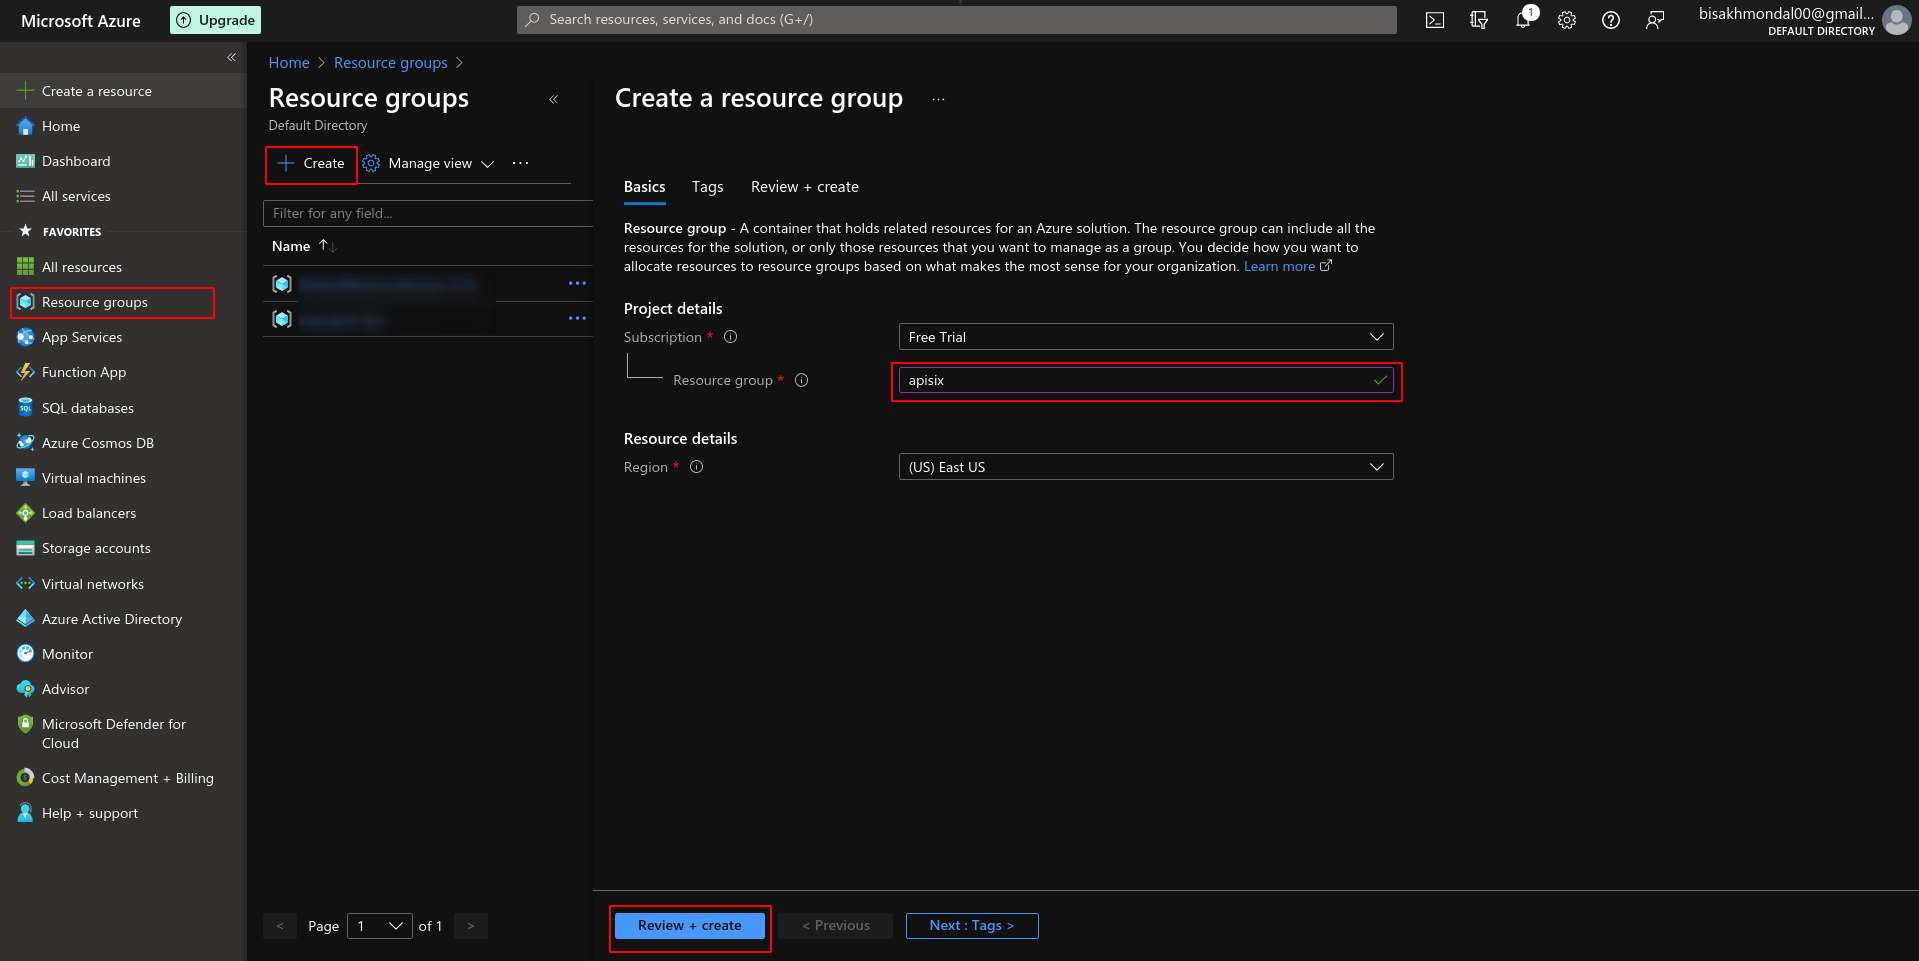 Microsoft Azure
Upgrade
Search resources, services, and docs (G+/)
1
bisakhmondal00@gmail...
DEFAULT DIRECTORY
«
Create a resource
Home
Dashboard
All services
FAVORITES
All resources
Resource groups
App Services
Function App
SQL databases
Azure Cosmos DB
Virtual machines
Load balancers
Storage accounts
Virtual networks
Azure Active Directory
Monitor
Advisor
Microsoft Defender for
Cloud
Cost Management + Billing
Help + support
Home > Resource groups >
Resource groups «
Default Directory
+ Create Manage view ...
Filter for any field...
Name ↑↓
...
...
< Page 1 of 1 >
Create a resource group ...
Basics Tags Review + create
Resource group - A container that holds related resources for an Azure solution. The resource group can include all the
resources for the solution, or only those resources that you want to manage as a group. You decide how you want to
allocate resources to resource groups based on what makes the most sense for your organization. Learn more
Project details
Subscription * Free Trial
Resource group * apisix
Resource details
Region * (US) East US
Review + create < Previous Next : Tags >